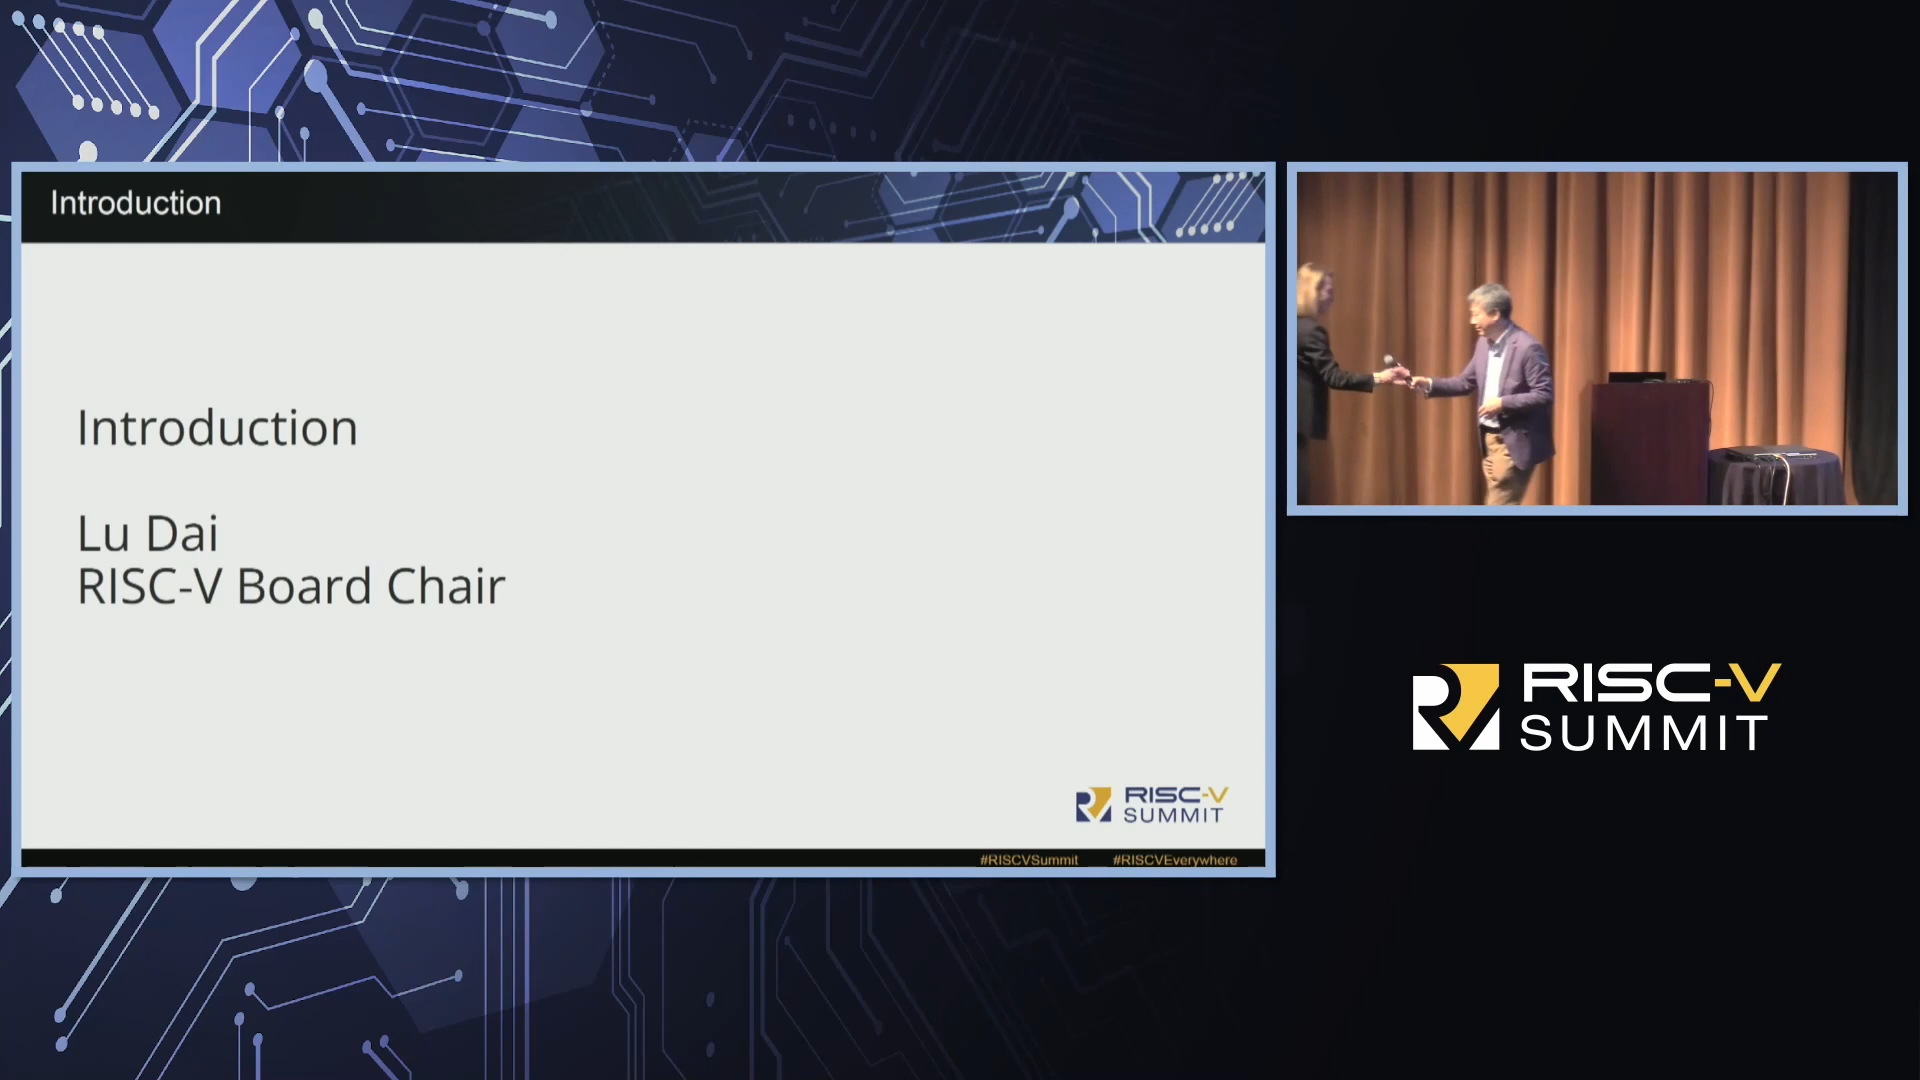 Introduction
Introduction
Lu Dai
RISC-V Board Chair
RISC-V
SUMMIT
#RISCVSummit #RISCVEverywhere
RISC-V
SUMMIT